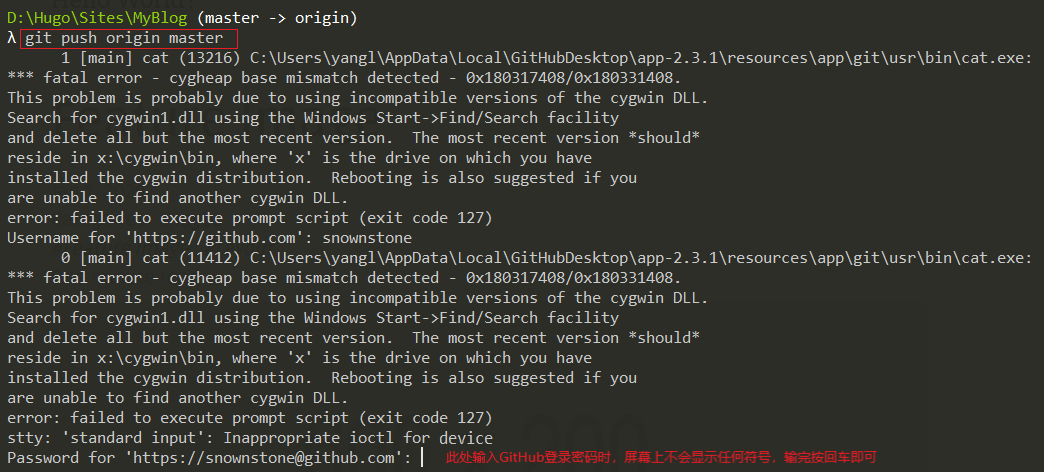 D:\Hugo\Sites\MyBlog (master -> origin)
λ git push origin master
1 [main] cat (13216) C:\Users\yangl\AppData\Local\GitHubDesktop\app-2.3.1\resources\app\git\usr\bin\cat.exe:
*** fatal error - cygheap base mismatch detected - 0x180317408/0x180331408.
This problem is probably due to using incompatible versions of the cygwin DLL.
Search for cygwin1.dll using the Windows Start->Find/Search facility
and delete all but the most recent version.  The most recent version *should*
reside in x:\cygwin\bin, where 'x' is the drive on which you have
installed the cygwin distribution.  Rebooting is also suggested if you
are unable to find another cygwin DLL.
error: failed to execute prompt script (exit code 127)
Username for 'https://github.com': snownstone
0 [main] cat (11412) C:\Users\yangl\AppData\Local\GitHubDesktop\app-2.3.1\resources\app\git\usr\bin\cat.exe:
*** fatal error - cygheap base mismatch detected - 0x180317408/0x180331408.
This problem is probably due to using incompatible versions of the cygwin DLL.
Search for cygwin1.dll using the Windows Start->Find/Search facility
and delete all but the most recent version.  The most recent version *should*
reside in x:\cygwin\bin, where 'x' is the drive on which you have
installed the cygwin distribution.  Rebooting is also suggested if you
are unable to find another cygwin DLL.
error: failed to execute prompt script (exit code 127)
stty: 'standard input': Inappropriate ioctl for device
Password for 'https://snownstone@github.com': 此处输入GitHub登录密码时，屏幕上不会显示任何符号，输完按回车即可